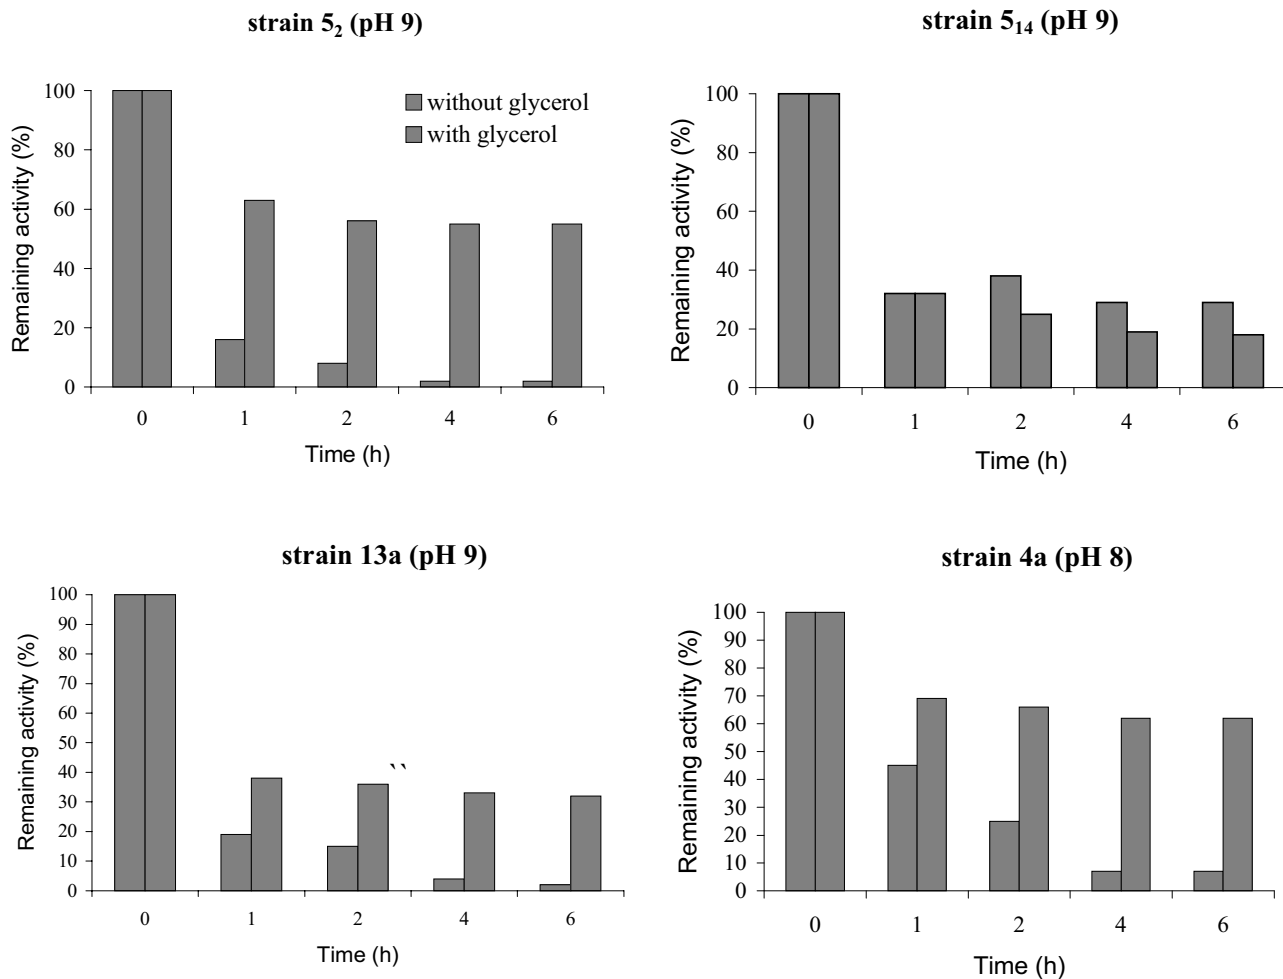 strain 5₂ (pH 9)
Remaining activity (%)
100
80
60
40
20
0
without glycerol
with glycerol
0 1 2 4 6
Time (h)
strain 5₁₄ (pH 9)
Remaining activity (%)
100
80
60
40
20
0
0 1 2 4 6
Time (h)
strain 13a (pH 9)
Remaining activity (%)
100
90
80
70
60
50
40
30
20
10
0
``
0 1 2 4 6
Time (h)
strain 4a (pH 8)
Remaining activity (%)
100
90
80
70
60
50
40
30
20
10
0
0 1 2 4 6
Time (h)